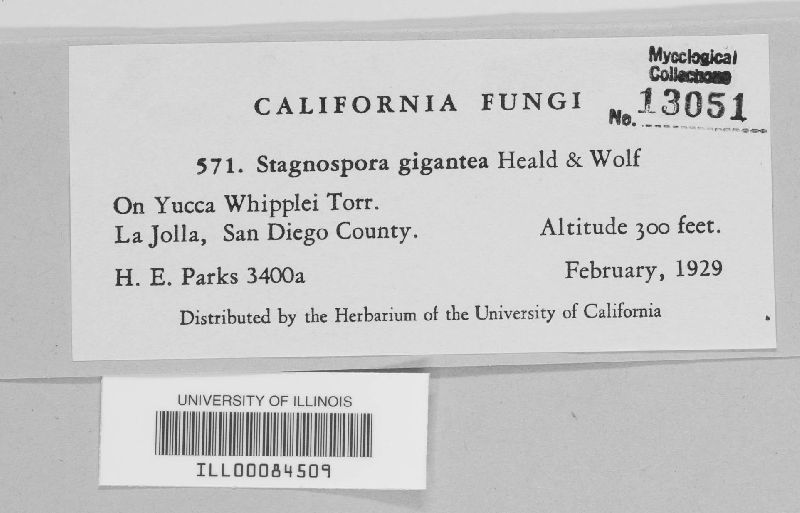 Mycological
Collections
CALIFORNIA FUNGI
No. 13051
571. Stagnospora gigantea Heald & Wolf
On Yucca Whipplei Torr.
La Jolla, San Diego County. Altitude 300 feet.
H. E. Parks 3400a February, 1929
Distributed by the Herbarium of the University of California
UNIVERSITY OF ILLINOIS
ILL00084509